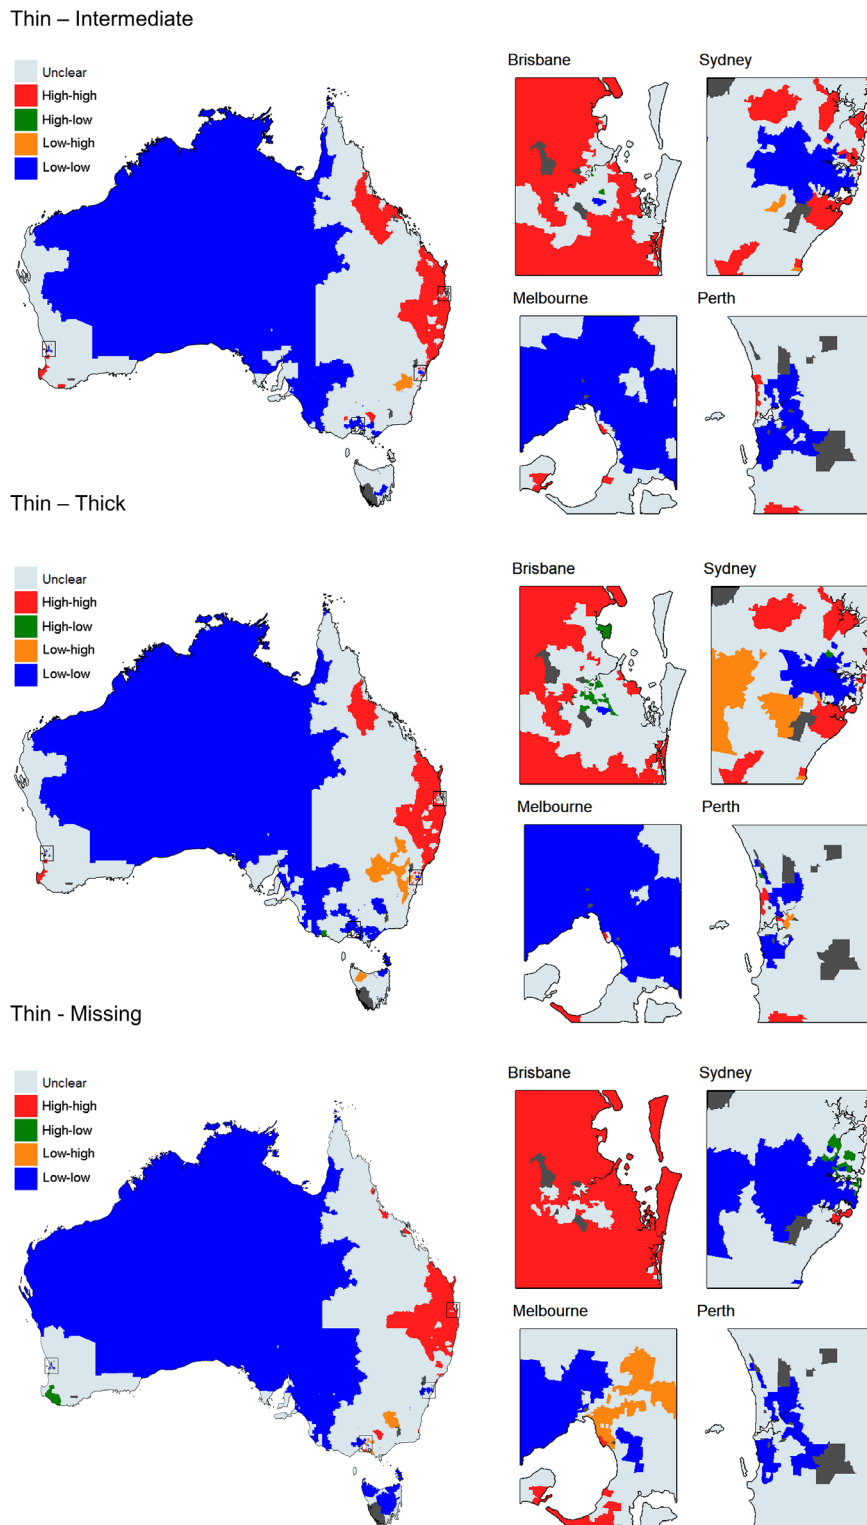 Thin – Intermediate
Unclear
High-high
High-low
Low-high
Low-low
Brisbane
Sydney
Melbourne
Perth
Thin – Thick
Unclear
High-high
High-low
Low-high
Low-low
Brisbane
Sydney
Melbourne
Perth
Thin - Missing
Unclear
High-high
High-low
Low-high
Low-low
Brisbane
Sydney
Melbourne
Perth